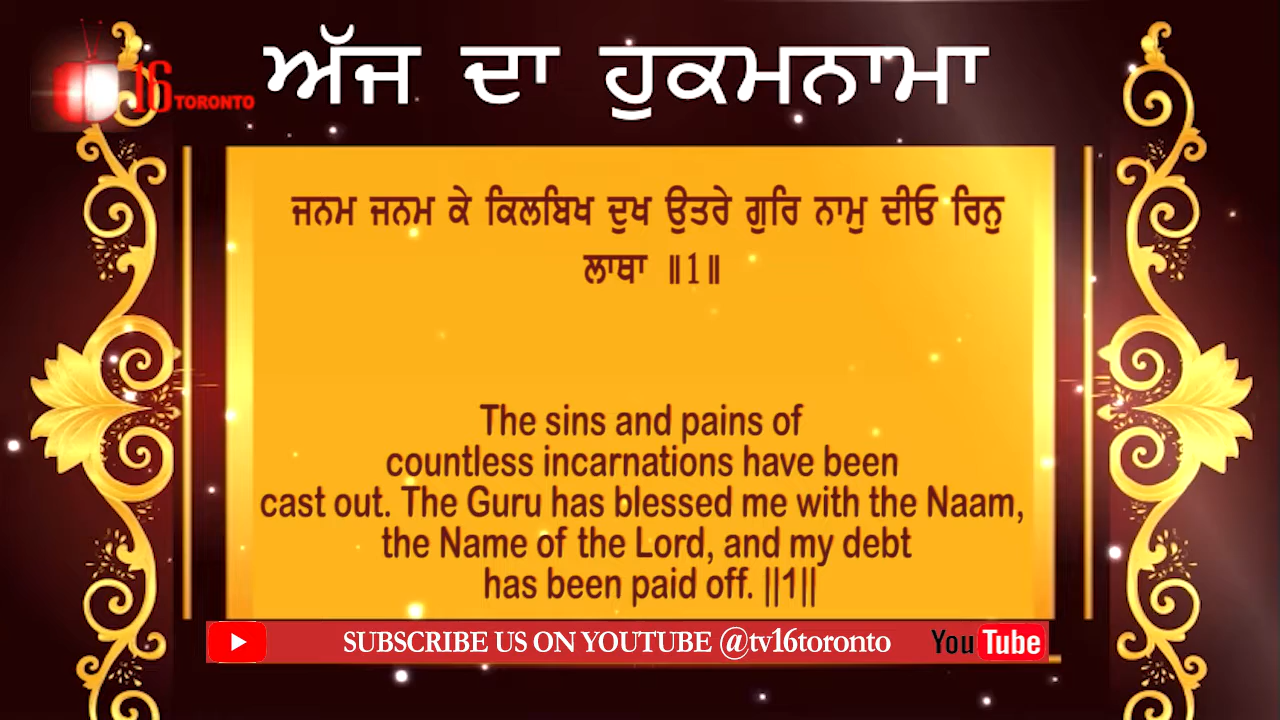 16 TORONTO
ਅੱਜ ਦਾ ਹੁਕਮਨਾਮਾ
ਜਨਮ ਜਨਮ ਕੇ ਕਿਲਬਿਖ ਦੁਖ ਉਤਰੇ ਗੁਰਿ ਨਾਮੁ ਦੀਓ ਰਿਨੁ
ਲਾਥਾ ॥1॥
The sins and pains of
countless incarnations have been
cast out. The Guru has blessed me with the Naam,
the Name of the Lord, and my debt
has been paid off. ||1||
SUBSCRIBE US ON YOUTUBE @tv16toronto YouTube